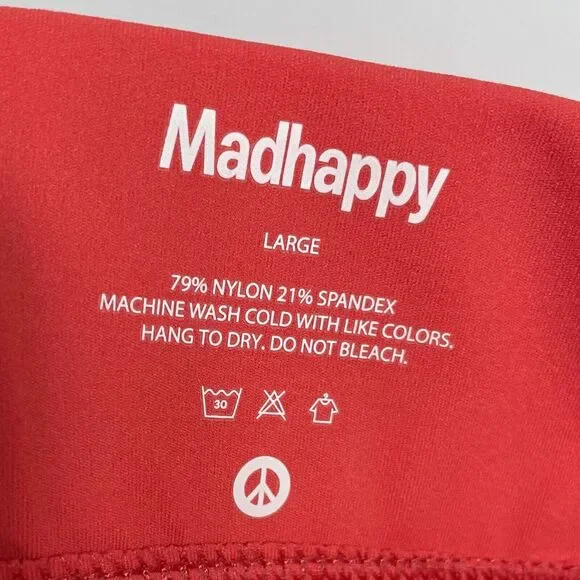 Madhappy
LARGE
79% NYLON 21% SPANDEX
MACHINE WASH COLD WITH LIKE COLORS.
HANG TO DRY. DO NOT BLEACH.
30